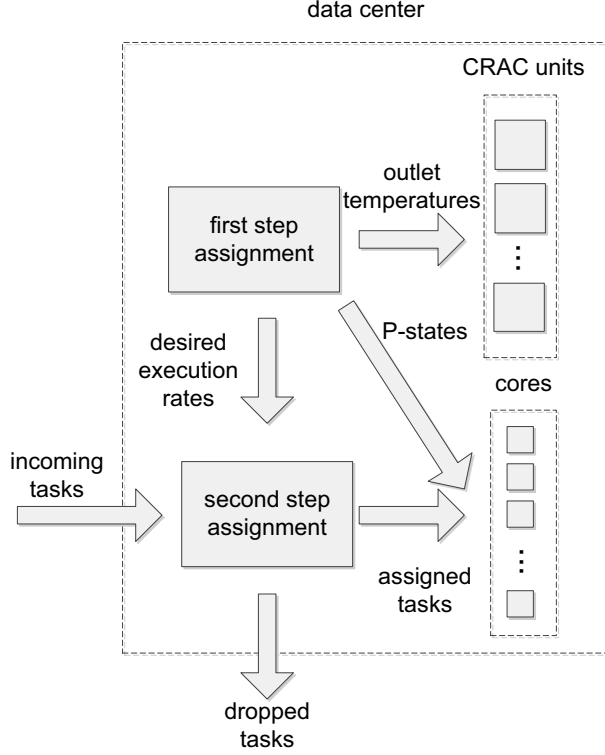 data center
CRAC units
outlet
temperatures
first step
assignment
P-states
desired
execution
rates
cores
incoming
tasks
second step
assignment
assigned
tasks
dropped
tasks